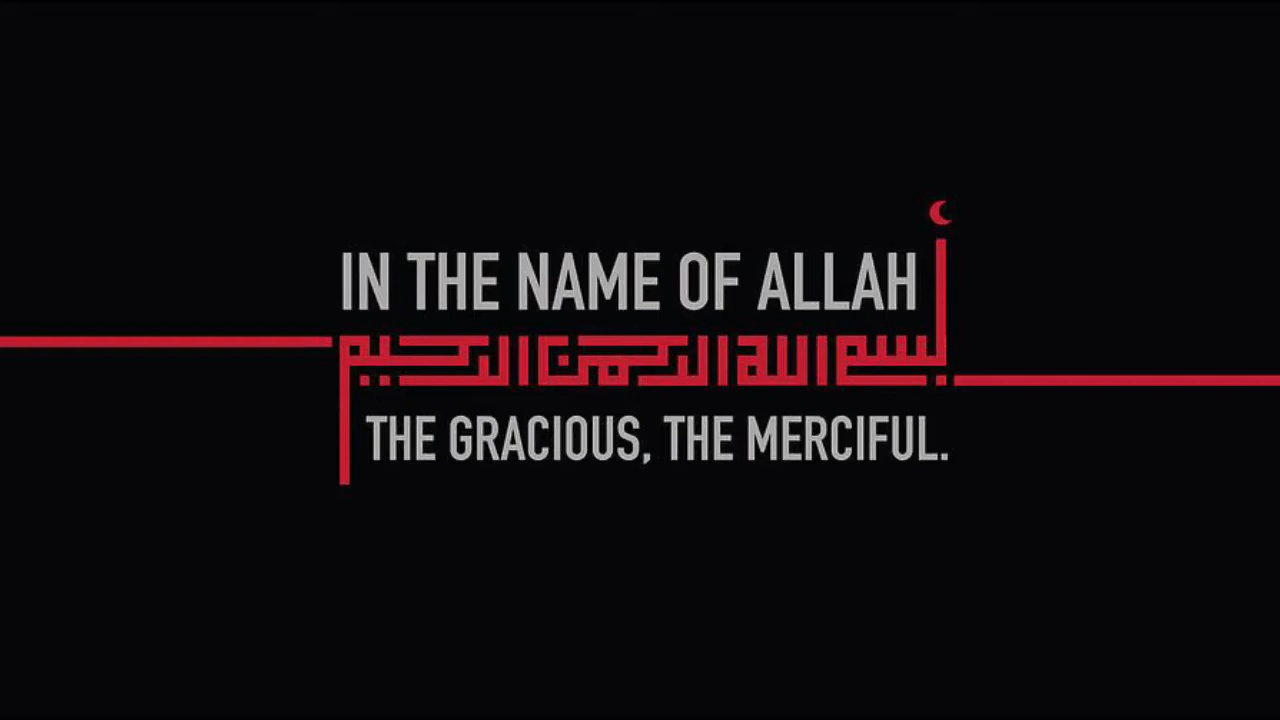 IN THE NAME OF ALLAH
بسم الله الرحمن الرحيم
THE GRACIOUS, THE MERCIFUL.